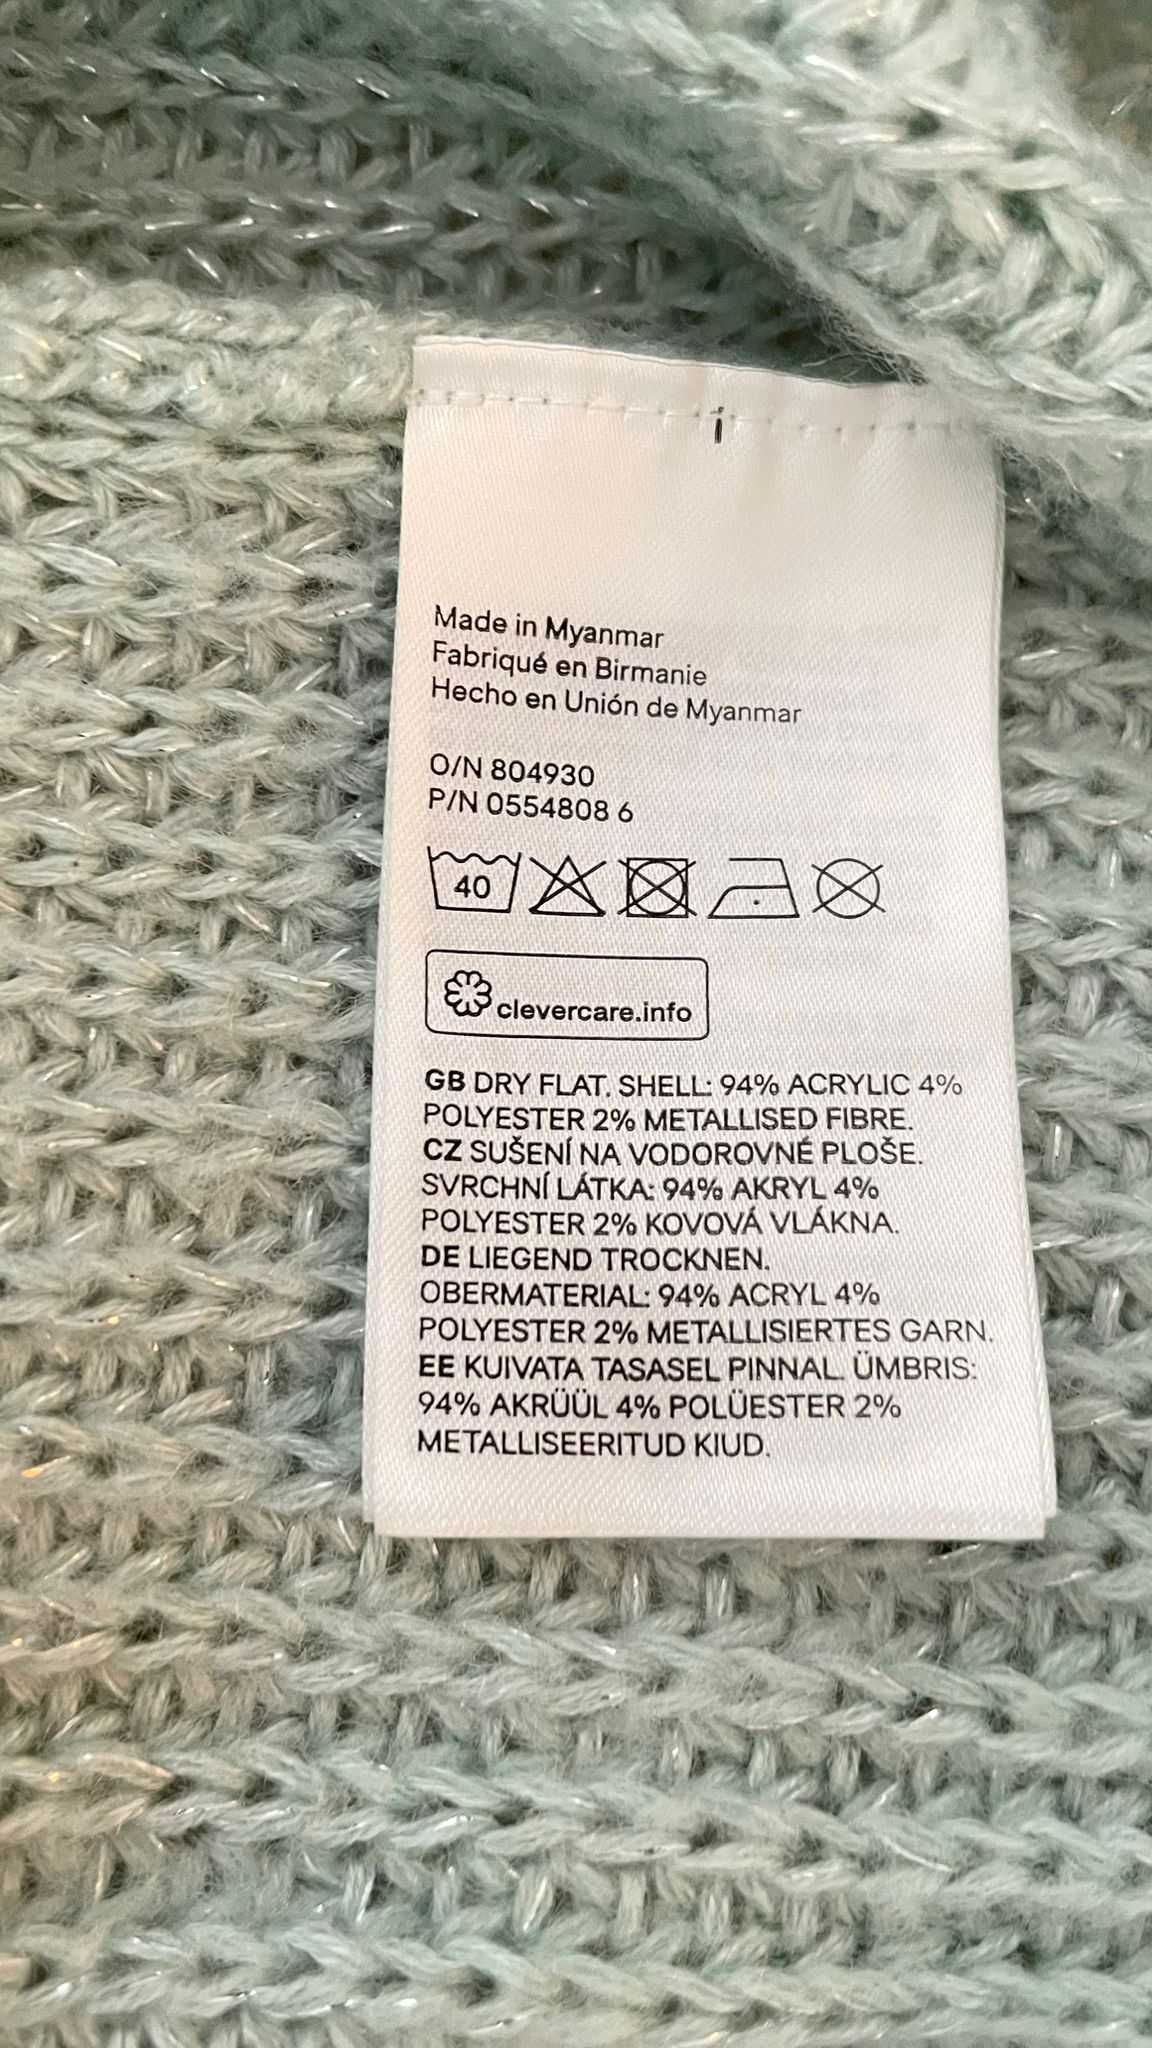 Made in Myanmar
Fabriqué en Birmanie
Hecho en Unión de Myanmar
O/N 804930
P/N 0554808 6
40
clevercare.info
GB DRY FLAT. SHELL: 94% ACRYLIC 4%
POLYESTER 2% METALLISED FIBRE.
CZ SUŠENÍ NA VODOROVNÉ PLOŠE.
SVRCHNÍ LÁTKA: 94% AKRYL 4%
POLYESTER 2% KOVOVÁ VLÁKNA.
DE LIEGEND TROCKNEN.
OBERMATERIAL: 94% ACRYL 4%
POLYESTER 2% METALLISIERTES GARN.
EE KUIVATA TASASEL PINNAL. ÜMBRIS:
94% AKRÜÜL 4% POLÜESTER 2%
METALLISEERITUD KIUD.